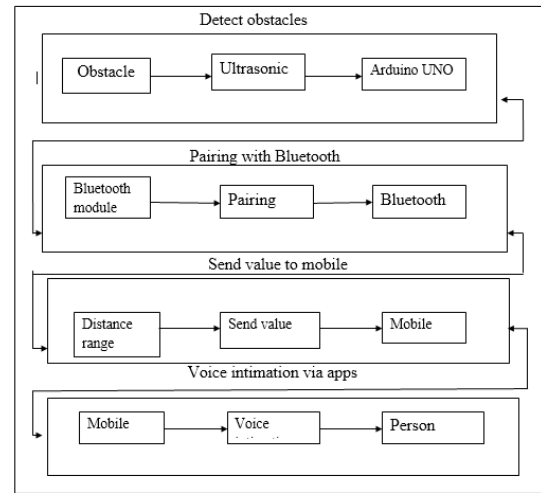 Detect obstacles
Obstacle
Ultrasonic
Arduino UNO
Pairing with Bluetooth
Bluetooth
module
Pairing
Bluetooth
Send value to mobile
Distance
range
Send value
Mobile
Voice intimation via apps
Mobile
Voice
Person